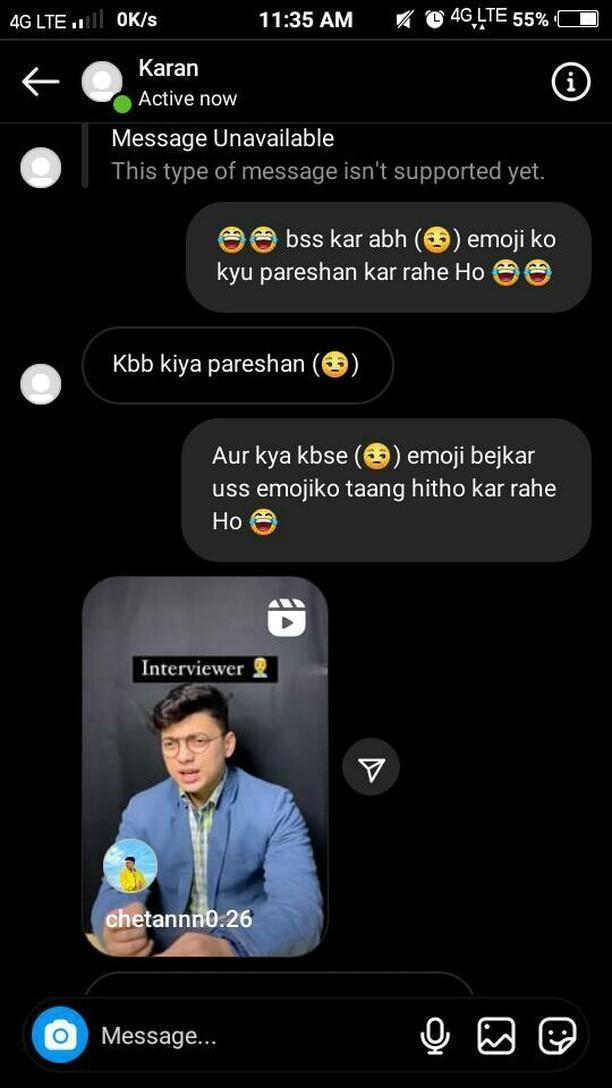 4G LTE 0K/s 11:35 AM 4G LTE 55%
Karan
Active now
Message Unavailable
This type of message isn't supported yet.
😂😂 bss kar abh (😒) emoji ko
kyu pareshan kar rahe Ho 😂😂
Kbb kiya pareshan (😒)
Aur kya kbse (😒) emoji bejkar
uss emojiko taang hitho kar rahe
Ho 😂
Interviewer 👨‍💼
chetannn0.26
Message...